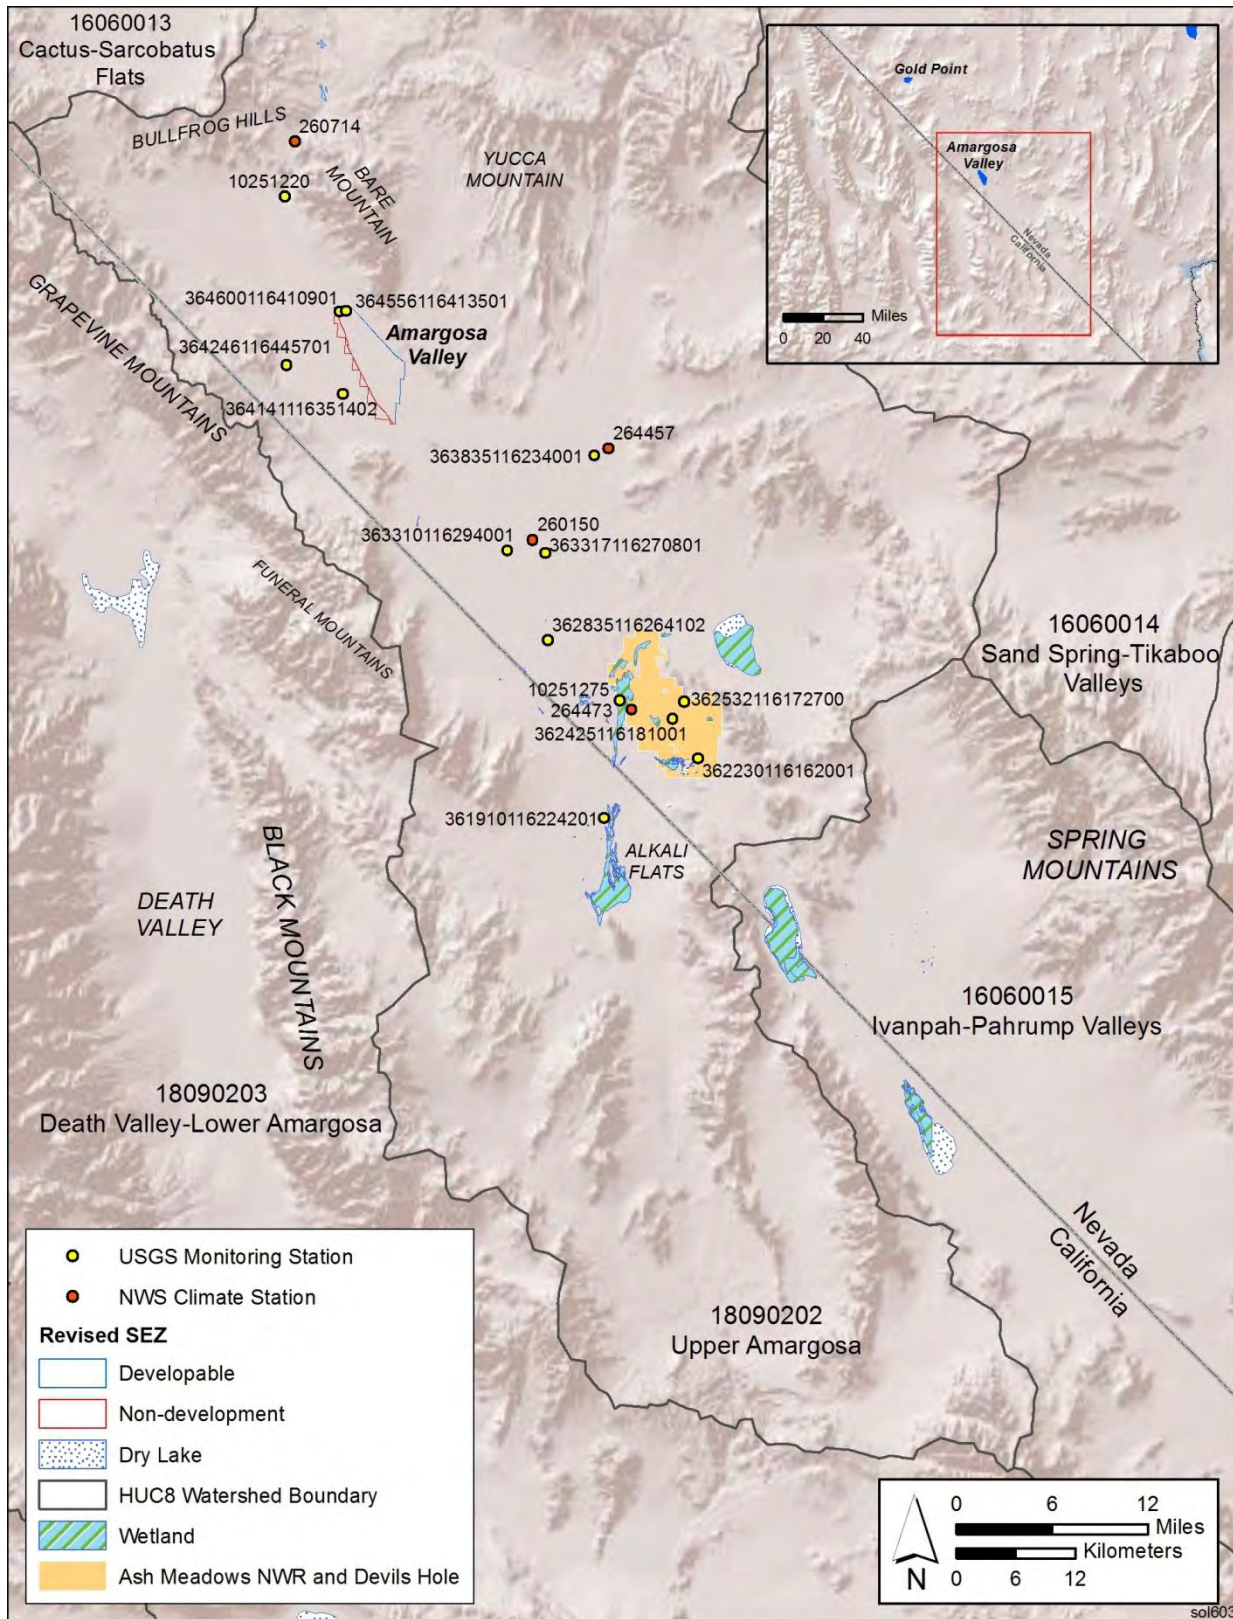 16060013
Cactus-Sarcobatus
Flats
BULLFROG HILLS
260714
10251220
BARE
MOUNTAIN
YUCCA
MOUNTAIN
Gold Point
Amargosa
Valley
Nevada
California
Miles
0 20 40
GRAPEVINE MOUNTAINS
364600116410901
364556116413501
Amargosa
Valley
364246116445701
364141116351402
264457
363835116234001
260150
363310116294001
363317116270801
FUNERAL MOUNTAINS
362835116264102
16060014
Sand Spring-Tikaboo
Valleys
10251275
264473
3625532116172700
362425116181001
362230116162001
361910116224201
ALKALI
FLATS
SPRING
MOUNTAINS
DEATH
VALLEY
BLACK MOUNTAINS
16060015
Ivanpah-Pahrump Valleys
18090203
Death Valley-Lower Amargosa
Nevada
California
18090202
Upper Amargosa
USGS Monitoring Station
NWS Climate Station
Revised SEZ
Developable
Non-development
Dry Lake
HUC8 Watershed Boundary
Wetland
Ash Meadows NWR and Devils Hole
N
0 6 12
Miles
Kilometers
0 6 12
sol603